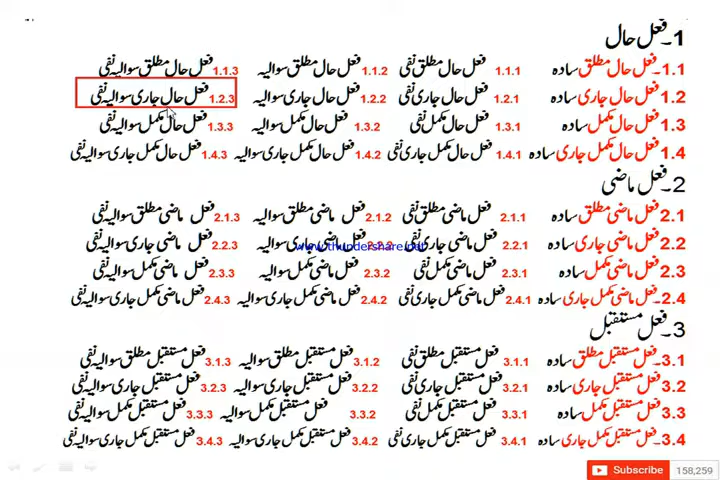 1۔ فعل حال
1.1۔ فعل حال مطلق سادہ 1.1.1 فعل حال مطلق نفی 1.1.2 فعل حال مطلق سوالیہ 1.1.3 فعل حال مطلق سوالیہ نفی
1.2 فعل حال جاری سادہ 1.2.1 فعل حال جاری نفی 1.2.2 فعل حال جاری سوالیہ 1.2.3 فعل حال جاری سوالیہ نفی
1.3 فعل حال مکمل سادہ 1.3.1 فعل حال مکمل نفی 1.3.2 فعل حال مکمل سوالیہ 1.3.3 فعل حال مکمل سوالیہ نفی
1.4 فعل حال مکمل جاری سادہ 1.4.1 فعل حال مکمل جاری نفی 1.4.2 فعل حال مکمل جاری سوالیہ 1.4.3 فعل حال مکمل جاری سوالیہ نفی
2۔ فعل ماضی
2.1 فعل ماضی مطلق سادہ 2.1.1 فعل ماضی مطلق نفی 2.1.2 فعل ماضی مطلق سوالیہ 2.1.3 فعل ماضی مطلق سوالیہ نفی
2.2 فعل ماضی جاری سادہ 2.2.1 فعل ماضی جاری نفی 2.2.2 فعل ماضی جاری سوالیہ 2.2.3 فعل ماضی جاری سوالیہ نفی
www.thundershare.net
2.3 فعل ماضی مکمل سادہ 2.3.1 فعل ماضی مکمل نفی 2.3.2 فعل ماضی مکمل سوالیہ 2.3.3 فعل ماضی مکمل سوالیہ نفی
2.4۔ فعل ماضی مکمل جاری سادہ 2.4.1 فعل ماضی مکمل جاری نفی 2.4.2 فعل ماضی مکمل جاری سوالیہ 2.4.3 فعل ماضی مکمل جاری سوالیہ نفی
3۔ فعل مستقبل
3.1۔ فعل مستقبل مطلق سادہ 3.1.1 فعل مستقبل مطلق نفی 3.1.2 فعل مستقبل مطلق سوالیہ 3.1.3 فعل مستقبل مطلق سوالیہ نفی
3.2۔ فعل مستقبل جاری سادہ 3.2.1 فعل مستقبل جاری نفی 3.2.2 فعل مستقبل جاری سوالیہ 3.2.3 فعل مستقبل جاری سوالیہ نفی
3.3۔ فعل مستقبل مکمل سادہ 3.3.1 فعل مستقبل مکمل نفی 3.3.2 فعل مستقبل مکمل سوالیہ 3.3.3 فعل مستقبل مکمل سوالیہ نفی
3.4۔ فعل مستقبل مکمل جاری سادہ 3.4.1 فعل مستقبل مکمل جاری نفی 3.4.2 فعل مستقبل مکمل جاری سوالیہ 3.4.3 فعل مستقبل مکمل جاری سوالیہ نفی
Subscribe 158,259